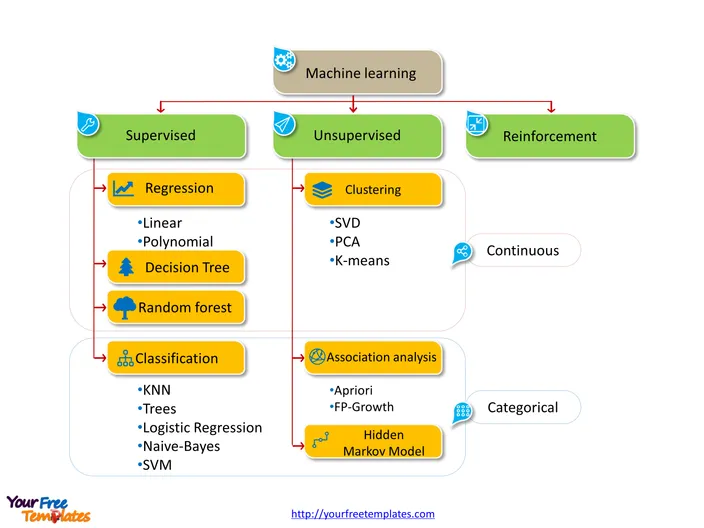 Machine learning
Supervised
Unsupervised
Reinforcement
Regression
•Linear
•Polynomial
Decision Tree
Random forest
Clustering
•SVD
•PCA
•K-means
Continuous
Classification
•KNN
•Trees
•Logistic Regression
•Naive-Bayes
•SVM
Association analysis
•Apriori
•FP-Growth
Hidden
Markov Model
Categorical
YourFree
Templates
http://yourfreetemplates.com